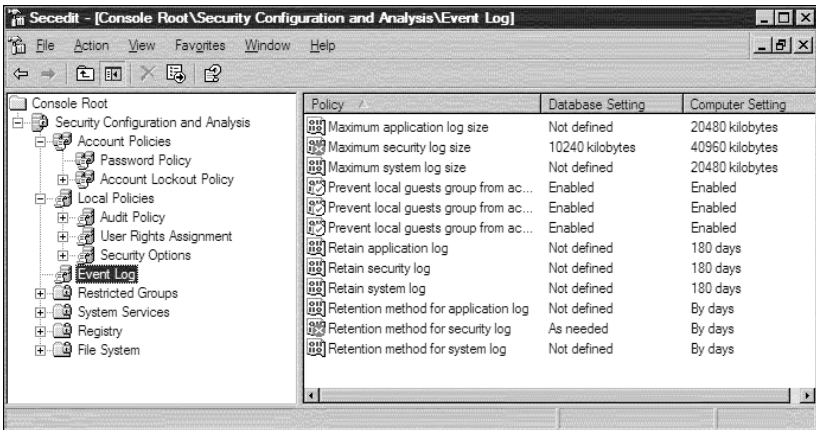 Secedit - [Console Root\Security Configuration and Analysis\Event Log]
File Action View Favorites Window Help
Console Root
Security Configuration and Analysis
Account Policies
Password Policy
Account Lockout Policy
Local Policies
Audit Policy
User Rights Assignment
Security Options
Event Log
Restricted Groups
System Services
Registry
File System
Policy Database Setting Computer Setting
Maximum application log size Not defined 20480 kilobytes
Maximum security log size 10240 kilobytes 40960 kilobytes
Maximum system log size Not defined 20480 kilobytes
Prevent local guests group from ac... Enabled Enabled
Prevent local guests group from ac... Enabled Enabled
Prevent local guests group from ac... Enabled Enabled
Retain application log Not defined 180 days
Retain security log Not defined 180 days
Retain system log Not defined 180 days
Retention method for application log Not defined By days
Retention method for security log As needed By days
Retention method for system log Not defined By days